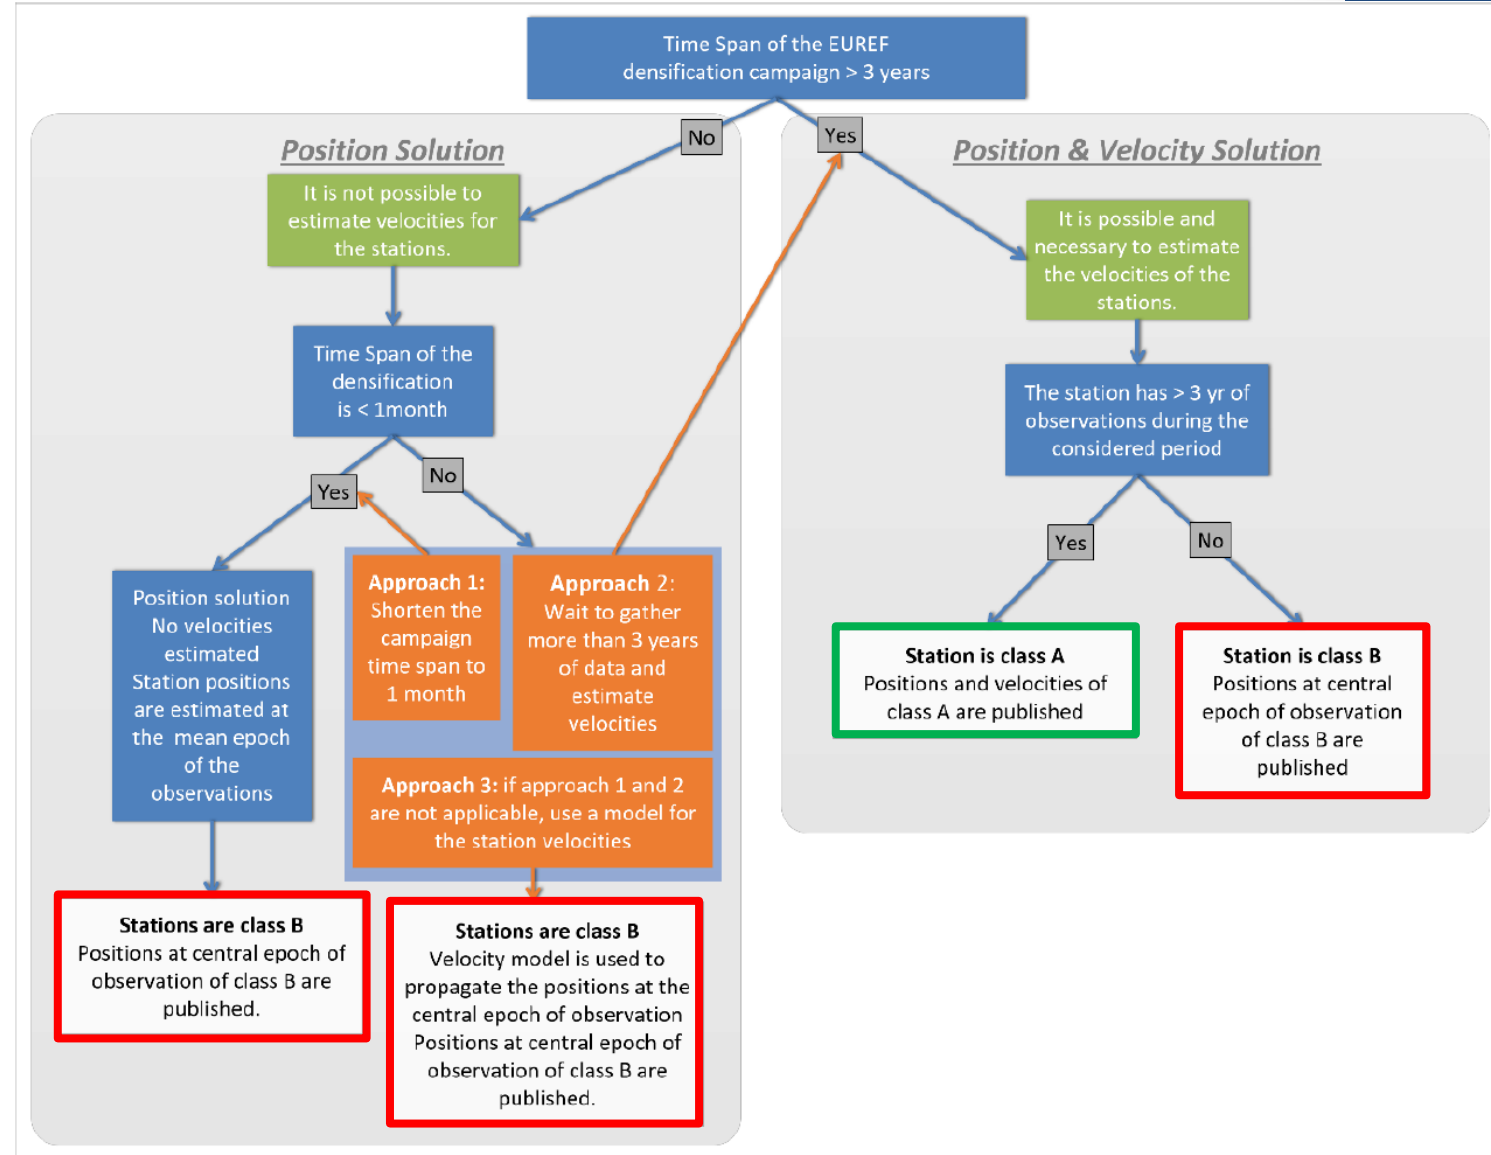 Time Span of the EUREF
densification campaign > 3 years
No
Yes
Position Solution
It is not possible to
estimate velocities for
the stations.
Time Span of the
densification
is < 1month
Yes
No
Position solution
No velocities
estimated
Station positions
are estimated at
the mean epoch
of the
observations
Approach 1:
Shorten the
campaign
time span to
1 month
Approach 2:
Wait to gather
more than 3 years
of data and
estimate
velocities
Approach 3: if approach 1 and 2
are not applicable, use a model for
the station velocities
Stations are class B
Positions at central epoch of
observation of class B are
published.
Stations are class B
Velocity model is used to
propagate the positions at the
central epoch of observation
Positions at central epoch of
observation of class B are
published.
Position & Velocity Solution
It is possible and
necessary to estimate
the velocities of the
stations.
The station has > 3 yr of
observations during the
considered period
Yes
No
Station is class A
Positions and velocities of
class A are published
Station is class B
Positions at central
epoch of observation
of class B are
published